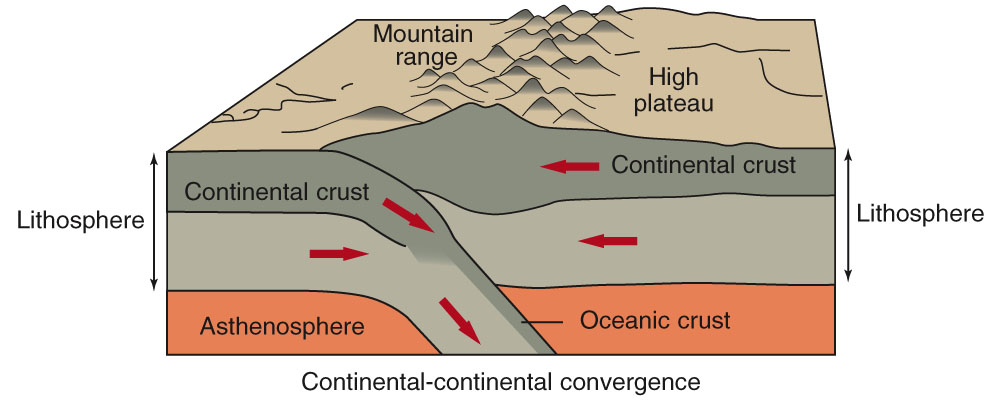 Mountain
range
High
plateau
Continental crust
Continental crust
Lithosphere
Lithosphere
Asthenosphere
Oceanic crust
Continental-continental convergence